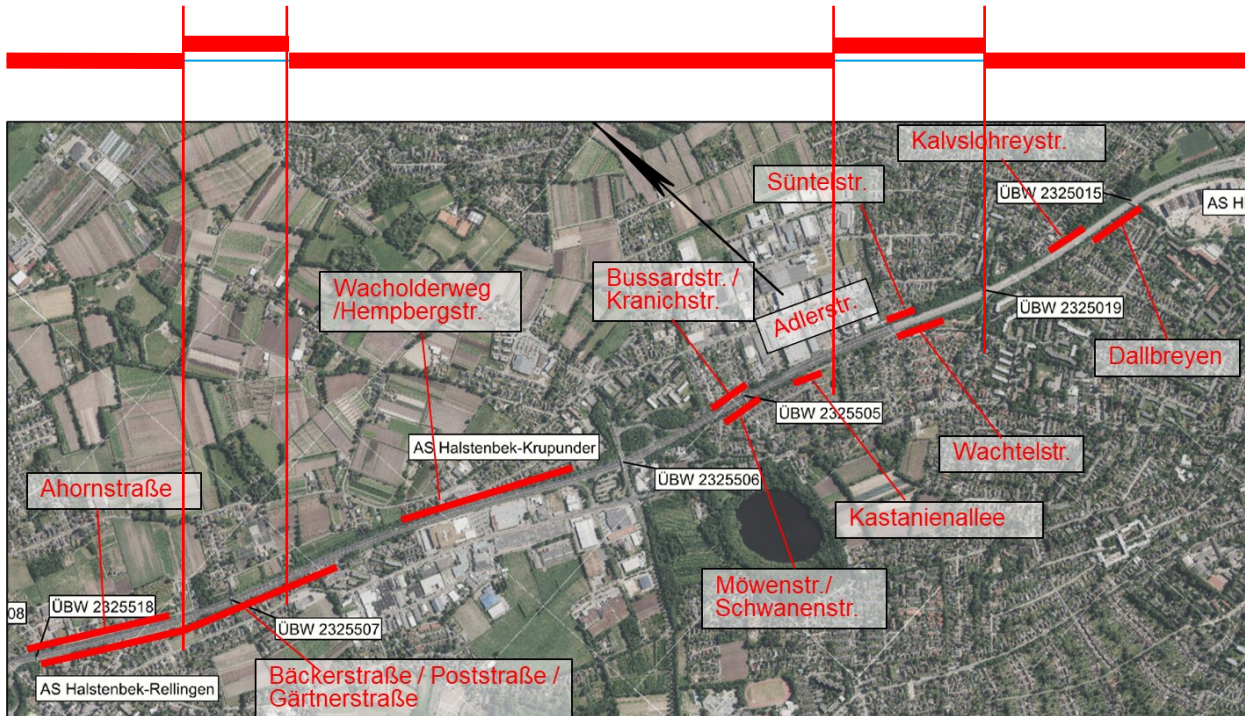 Kalvslohreystr.
Süntelstr.
ÜBW 2325015
AS H
Bussardstr. /
Kranichstr.
Wacholderweg
/Hempbergstr.
Adlerstr.
ÜBW 2325019
Dallbreyen
ÜBW 2325505
AS Halstenbek-Krupunder
Wachtelstr.
ÜBW 2325506
Ahornstraße
Kastanienallee
Möwenstr./
Schwanenstr.
08
ÜBW 2325518
ÜBW 2325507
Bäckerstraße / Poststraße /
Gärtnerstraße
AS Halstenbek-Rellingen